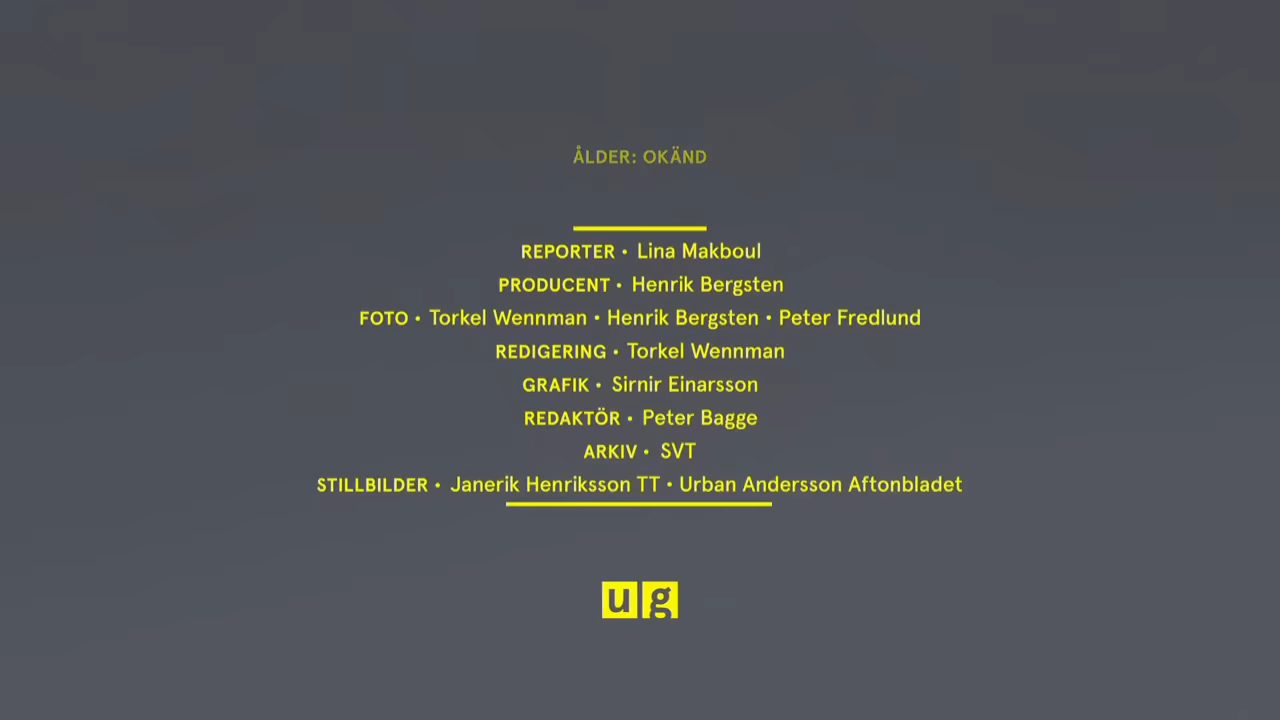 ÅLDER: OKÄND
REPORTER • Lina Makboul
PRODUCENT • Henrik Bergsten
FOTO • Torkel Wennman • Henrik Bergsten • Peter Fredlund
REDIGERING • Torkel Wennman
GRAFIK • Sirnir Einarsson
REDAKTÖR • Peter Bagge
ARKIV • SVT
STILLBILDER • Janerik Henriksson TT • Urban Andersson Aftonbladet
ug